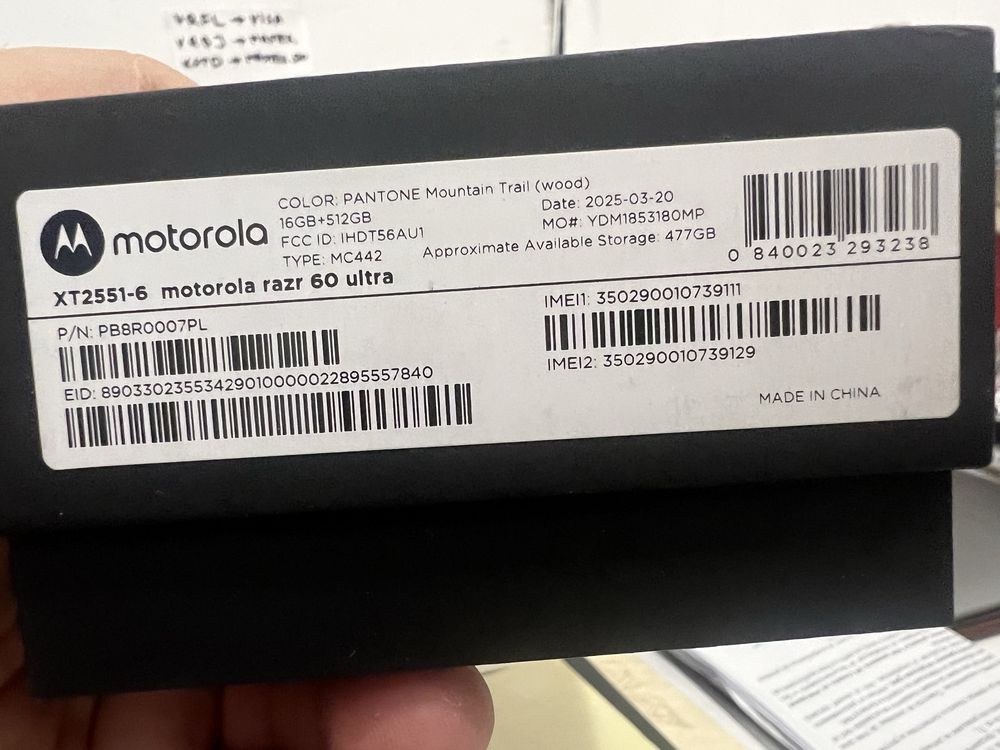 motorola
COLOR: PANTONE Mountain Trail (wood)
16GB+512GB
Date: 2025-03-20
FCC ID: IHDT56AU1
MO#: YDM1853180MP
TYPE: MC442
Approximate Available Storage: 477GB
0 840023 293238
XT2551-6 motorola razr 60 ultra
P/N: PB8R0007PL
EID: 89033023553429010000022895557840
IMEI1: 350290010739111
IMEI2: 350290010739129
MADE IN CHINA